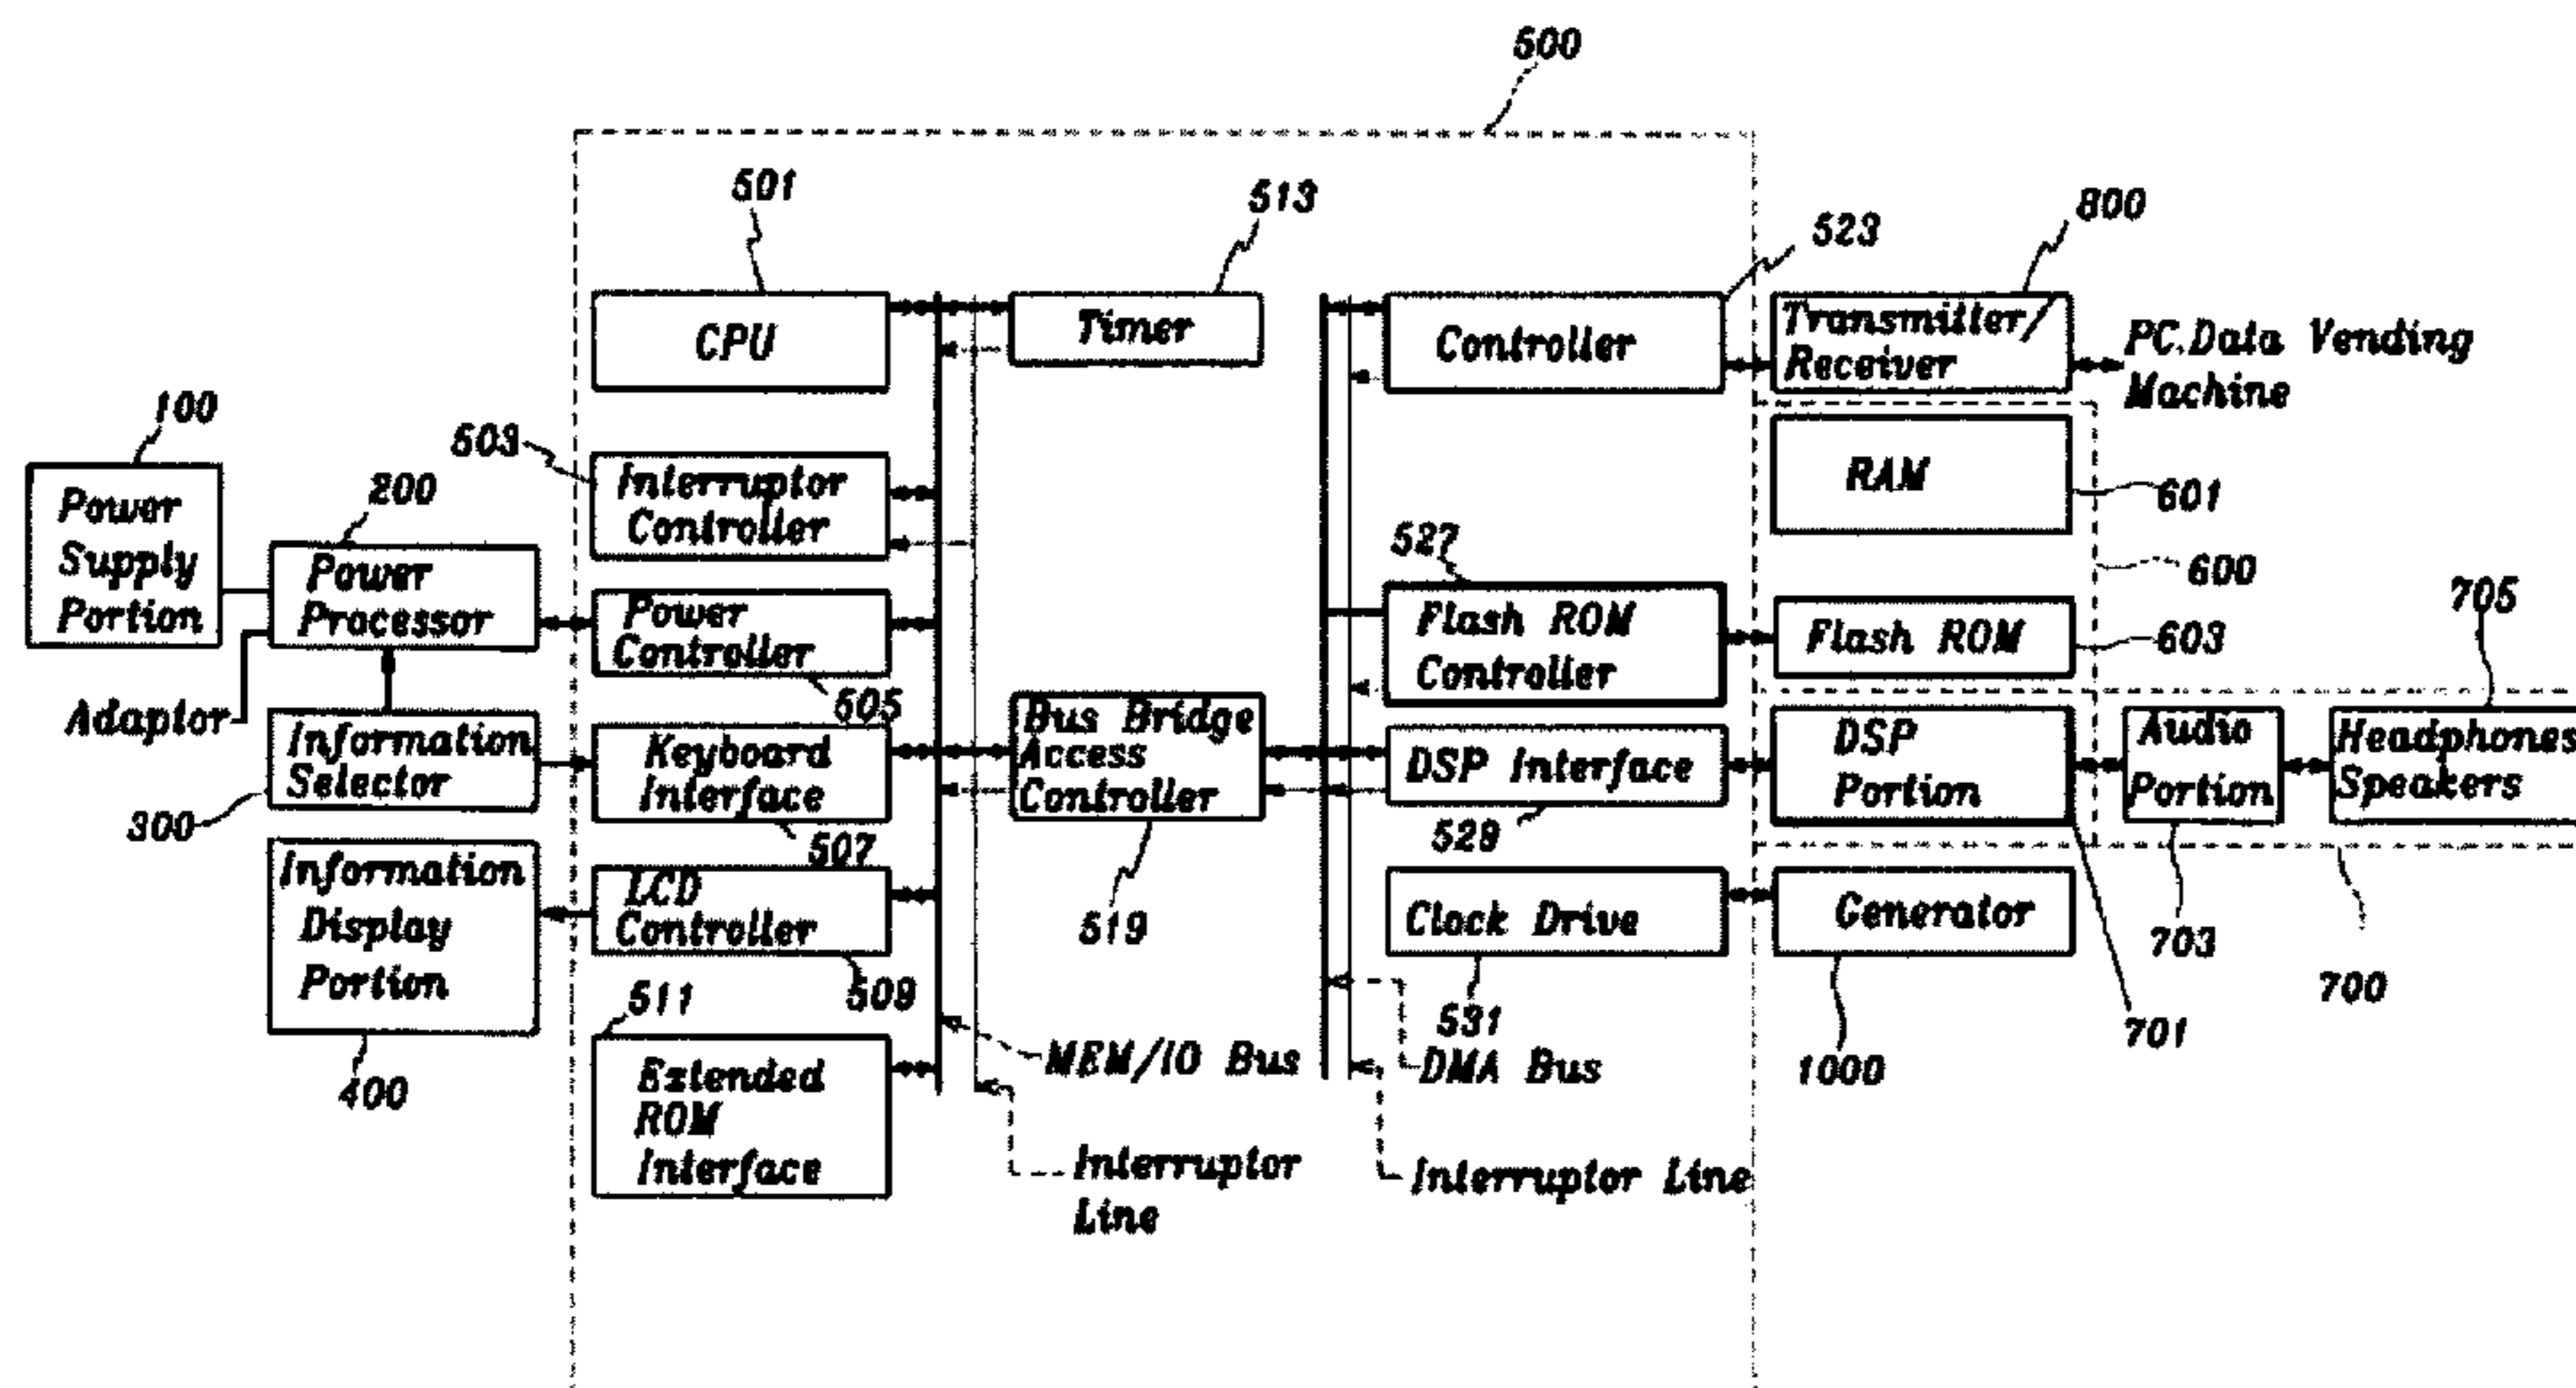 500
501
513
523
800
CPU
Timer
Controller
Transmitter/
Receiver
PC.Data Vending
Machine
100
503
Interruptor
Controller
RAM
601
Power
Supply
Portion
200
Power
Processor
Power
Controller
505
527
Flash ROM
Controller
Flash ROM
600
603
705
Adaptor
Information
Selector
300
Keyboard
Interface
507
Bus Bridge
Access
Controller
519
DSP Interface
529
DSP
Portion
Audio
Portion
Headphones
Speakers
Information
Display
Portion
400
LCD
Controller
509
Clock Drive
531
Generator
1000
703
701
700
511
Extended
ROM
Interface
MEM/IO Bus
DMA Bus
Interruptor
Line
Interruptor Line